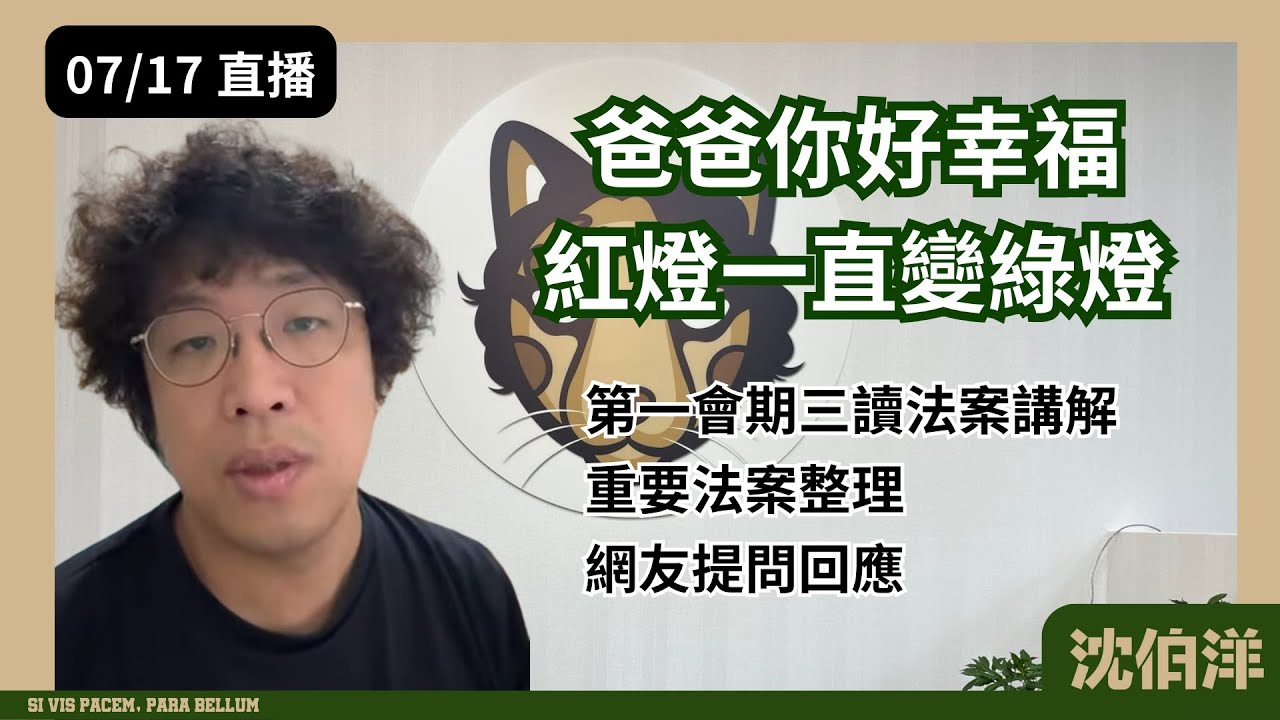 07/17 直播
爸爸你好幸福
紅燈一直變綠燈
第一會期三讀法案講解
重要法案整理
網友提問回應
沈伯洋
SI VIS PACEM, PARA BELLUM